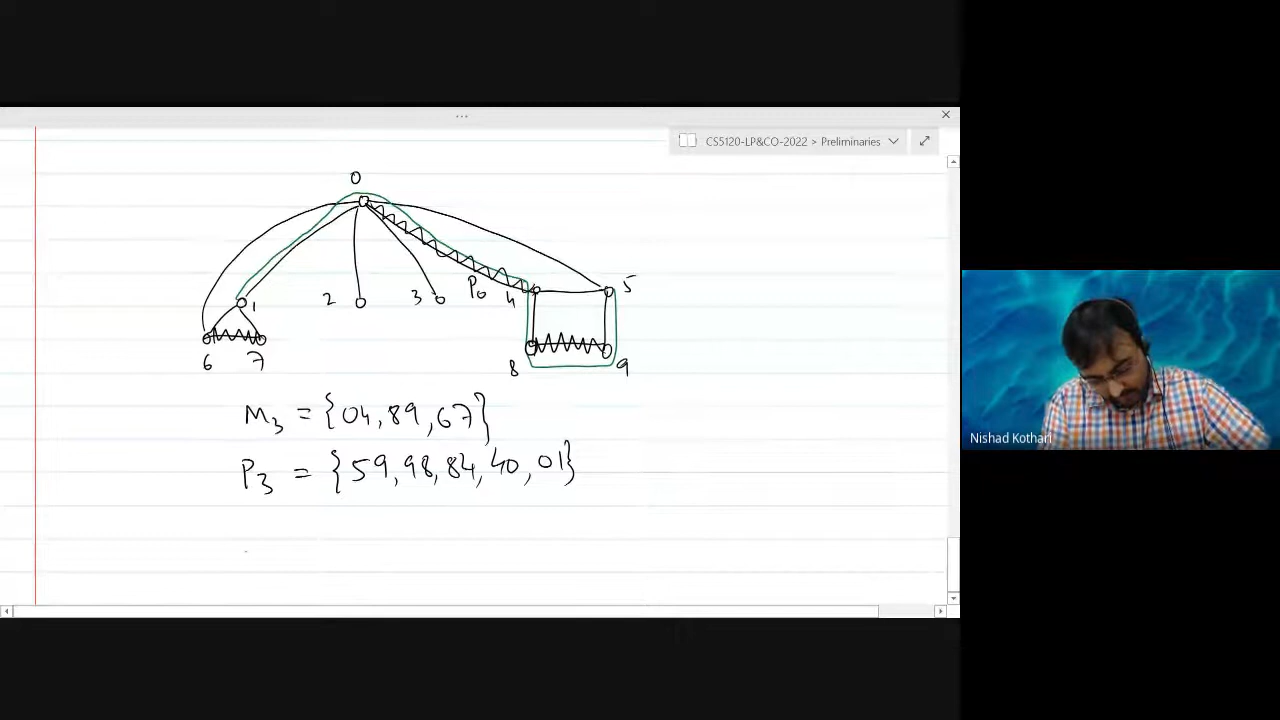 CS5120-LP&CO-2022 > Preliminaries
0
1
2
3
P0
4
5
6
7
8
9
M3 = {04,89,67}
P3 = {59,98,84,40,01}
Nishad Kothari